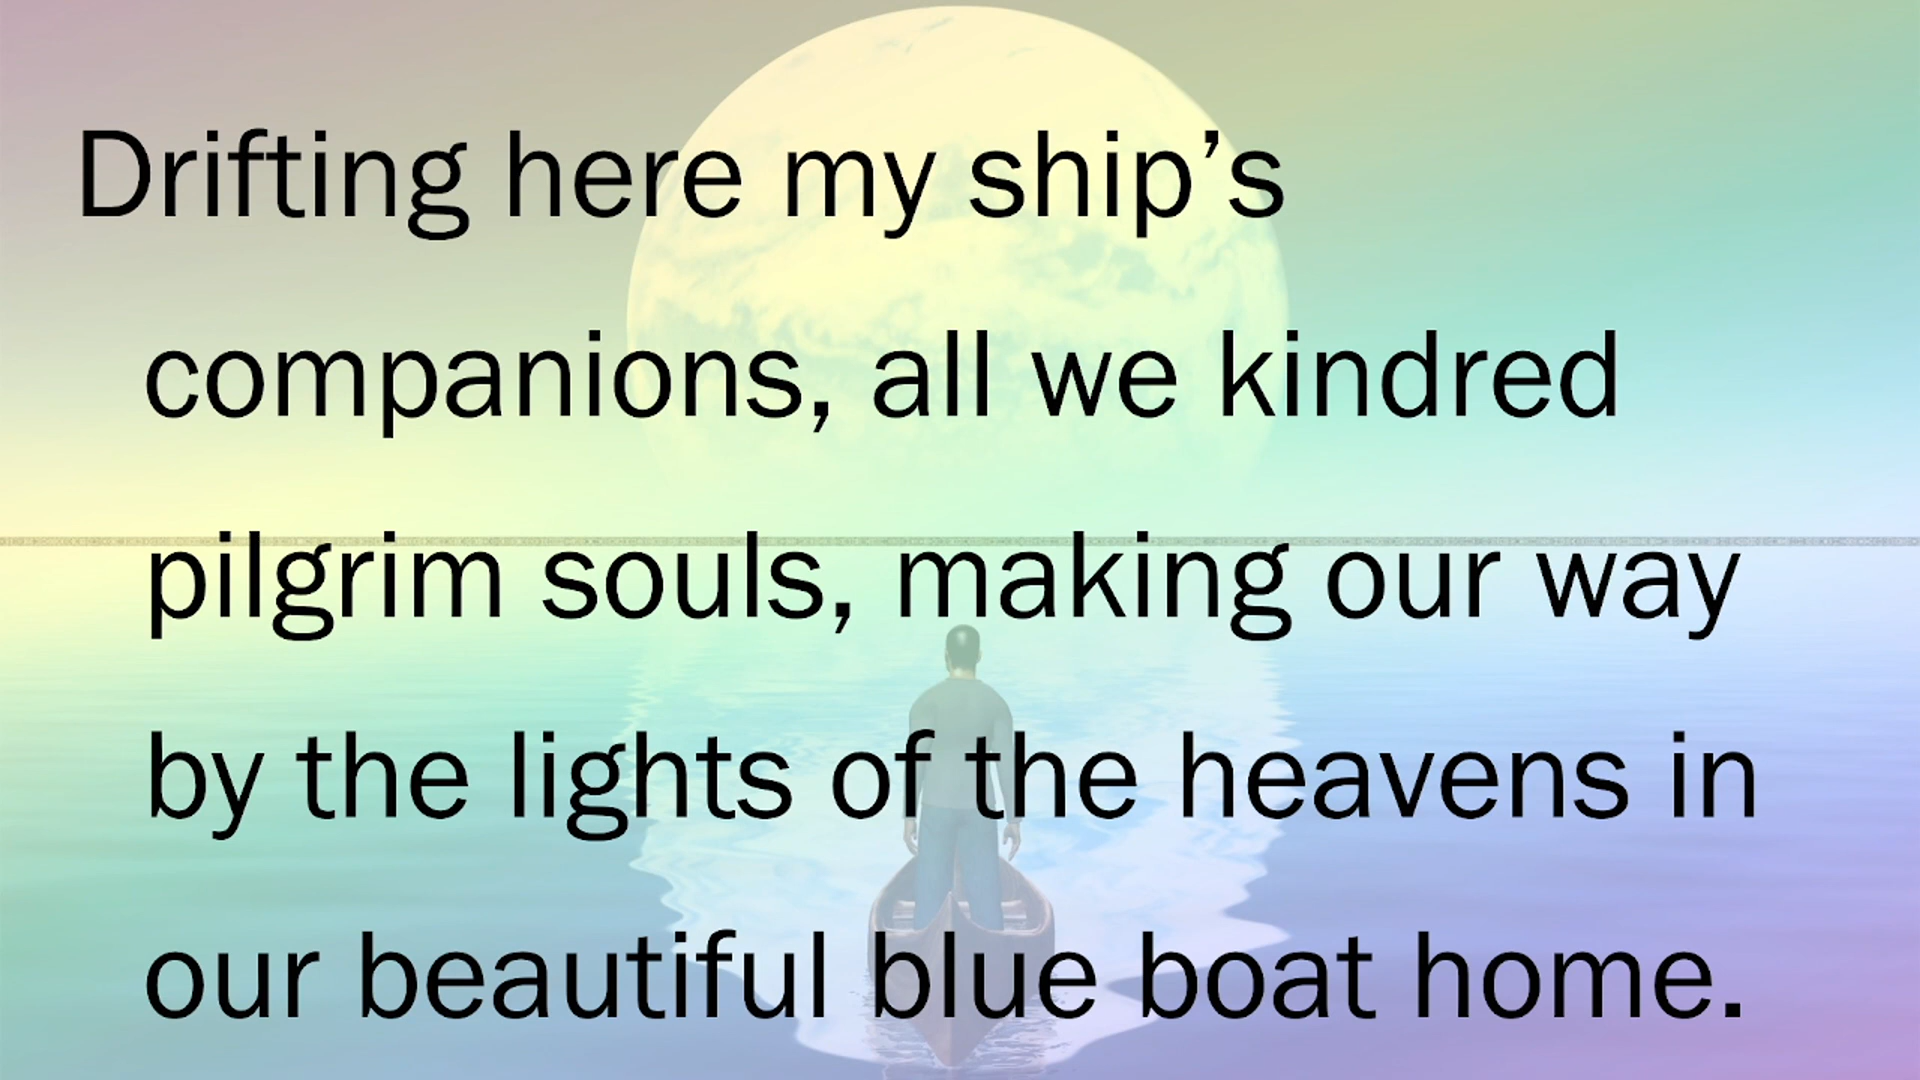 Drifting here my ship’s
companions, all we kindred
pilgrim souls, making our way
by the lights of the heavens in
our beautiful blue boat home.